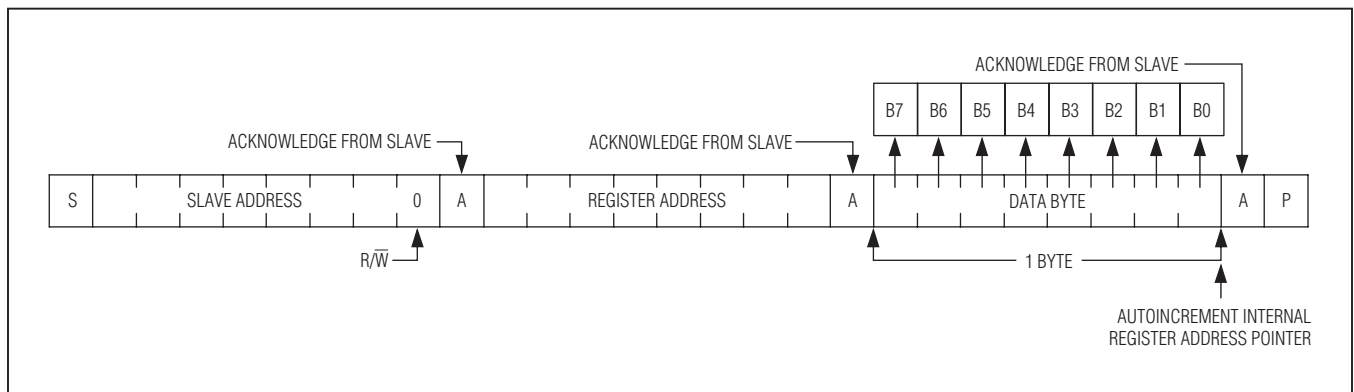 ACKNOWLEDGE FROM SLAVE
B7 B6 B5 B4 B3 B2 B1 B0
ACKNOWLEDGE FROM SLAVE ACKNOWLEDGE FROM SLAVE
S SLAVE ADDRESS 0 A REGISTER ADDRESS A DATA BYTE A P
R/W̅ 1 BYTE
AUTOINCREMENT INTERNAL
REGISTER ADDRESS POINTER